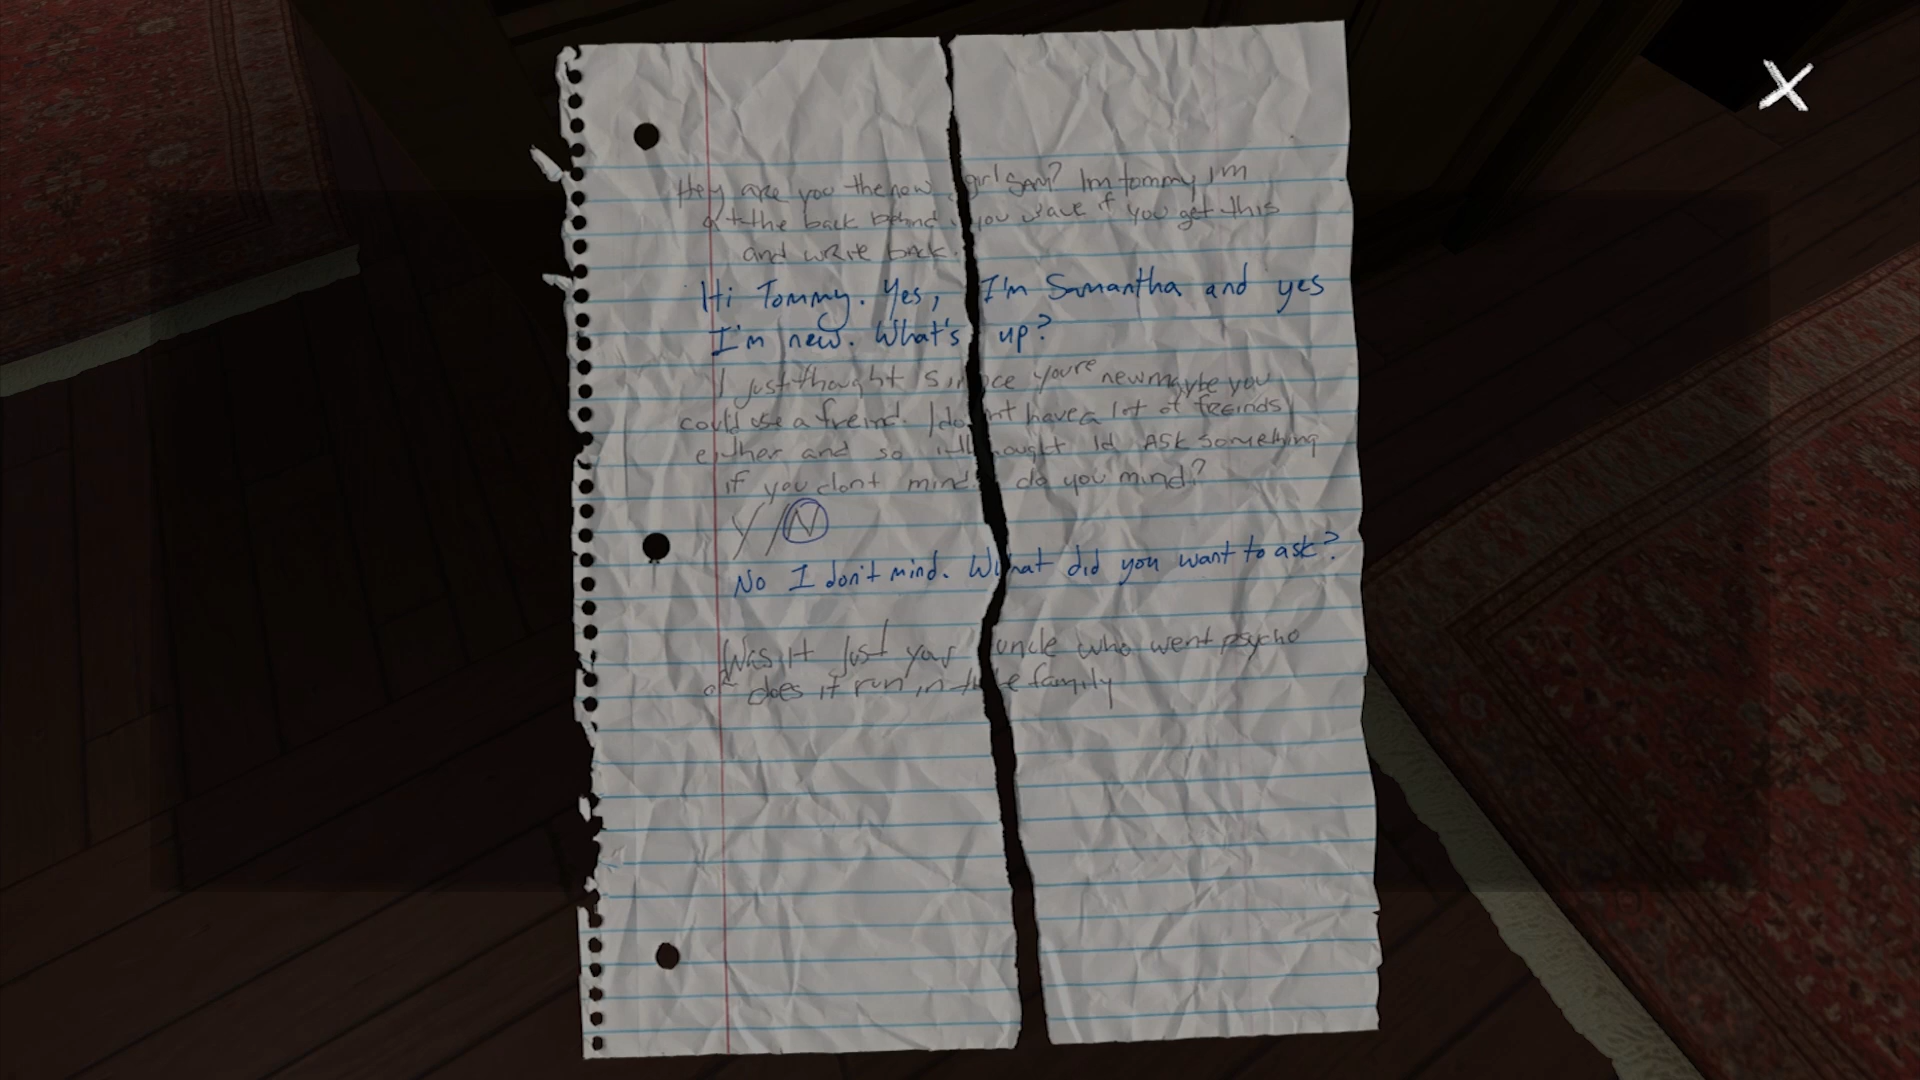 Hey are you the new girl Sam? Im tommy im
at the back behind you wave if you get this
and write back.
Hi Tommy. Yes, I'm Samantha and yes
I'm new. What's up?
I just thought since youre new maybe you
could use a freind. I dont have a lot of freinds
either and so i thought Id ASK something
if you dont mind. do you mind?
Y/N
No I don't mind. What did you want to ask?
Was it just your uncle who went psycho
or does it run in the family